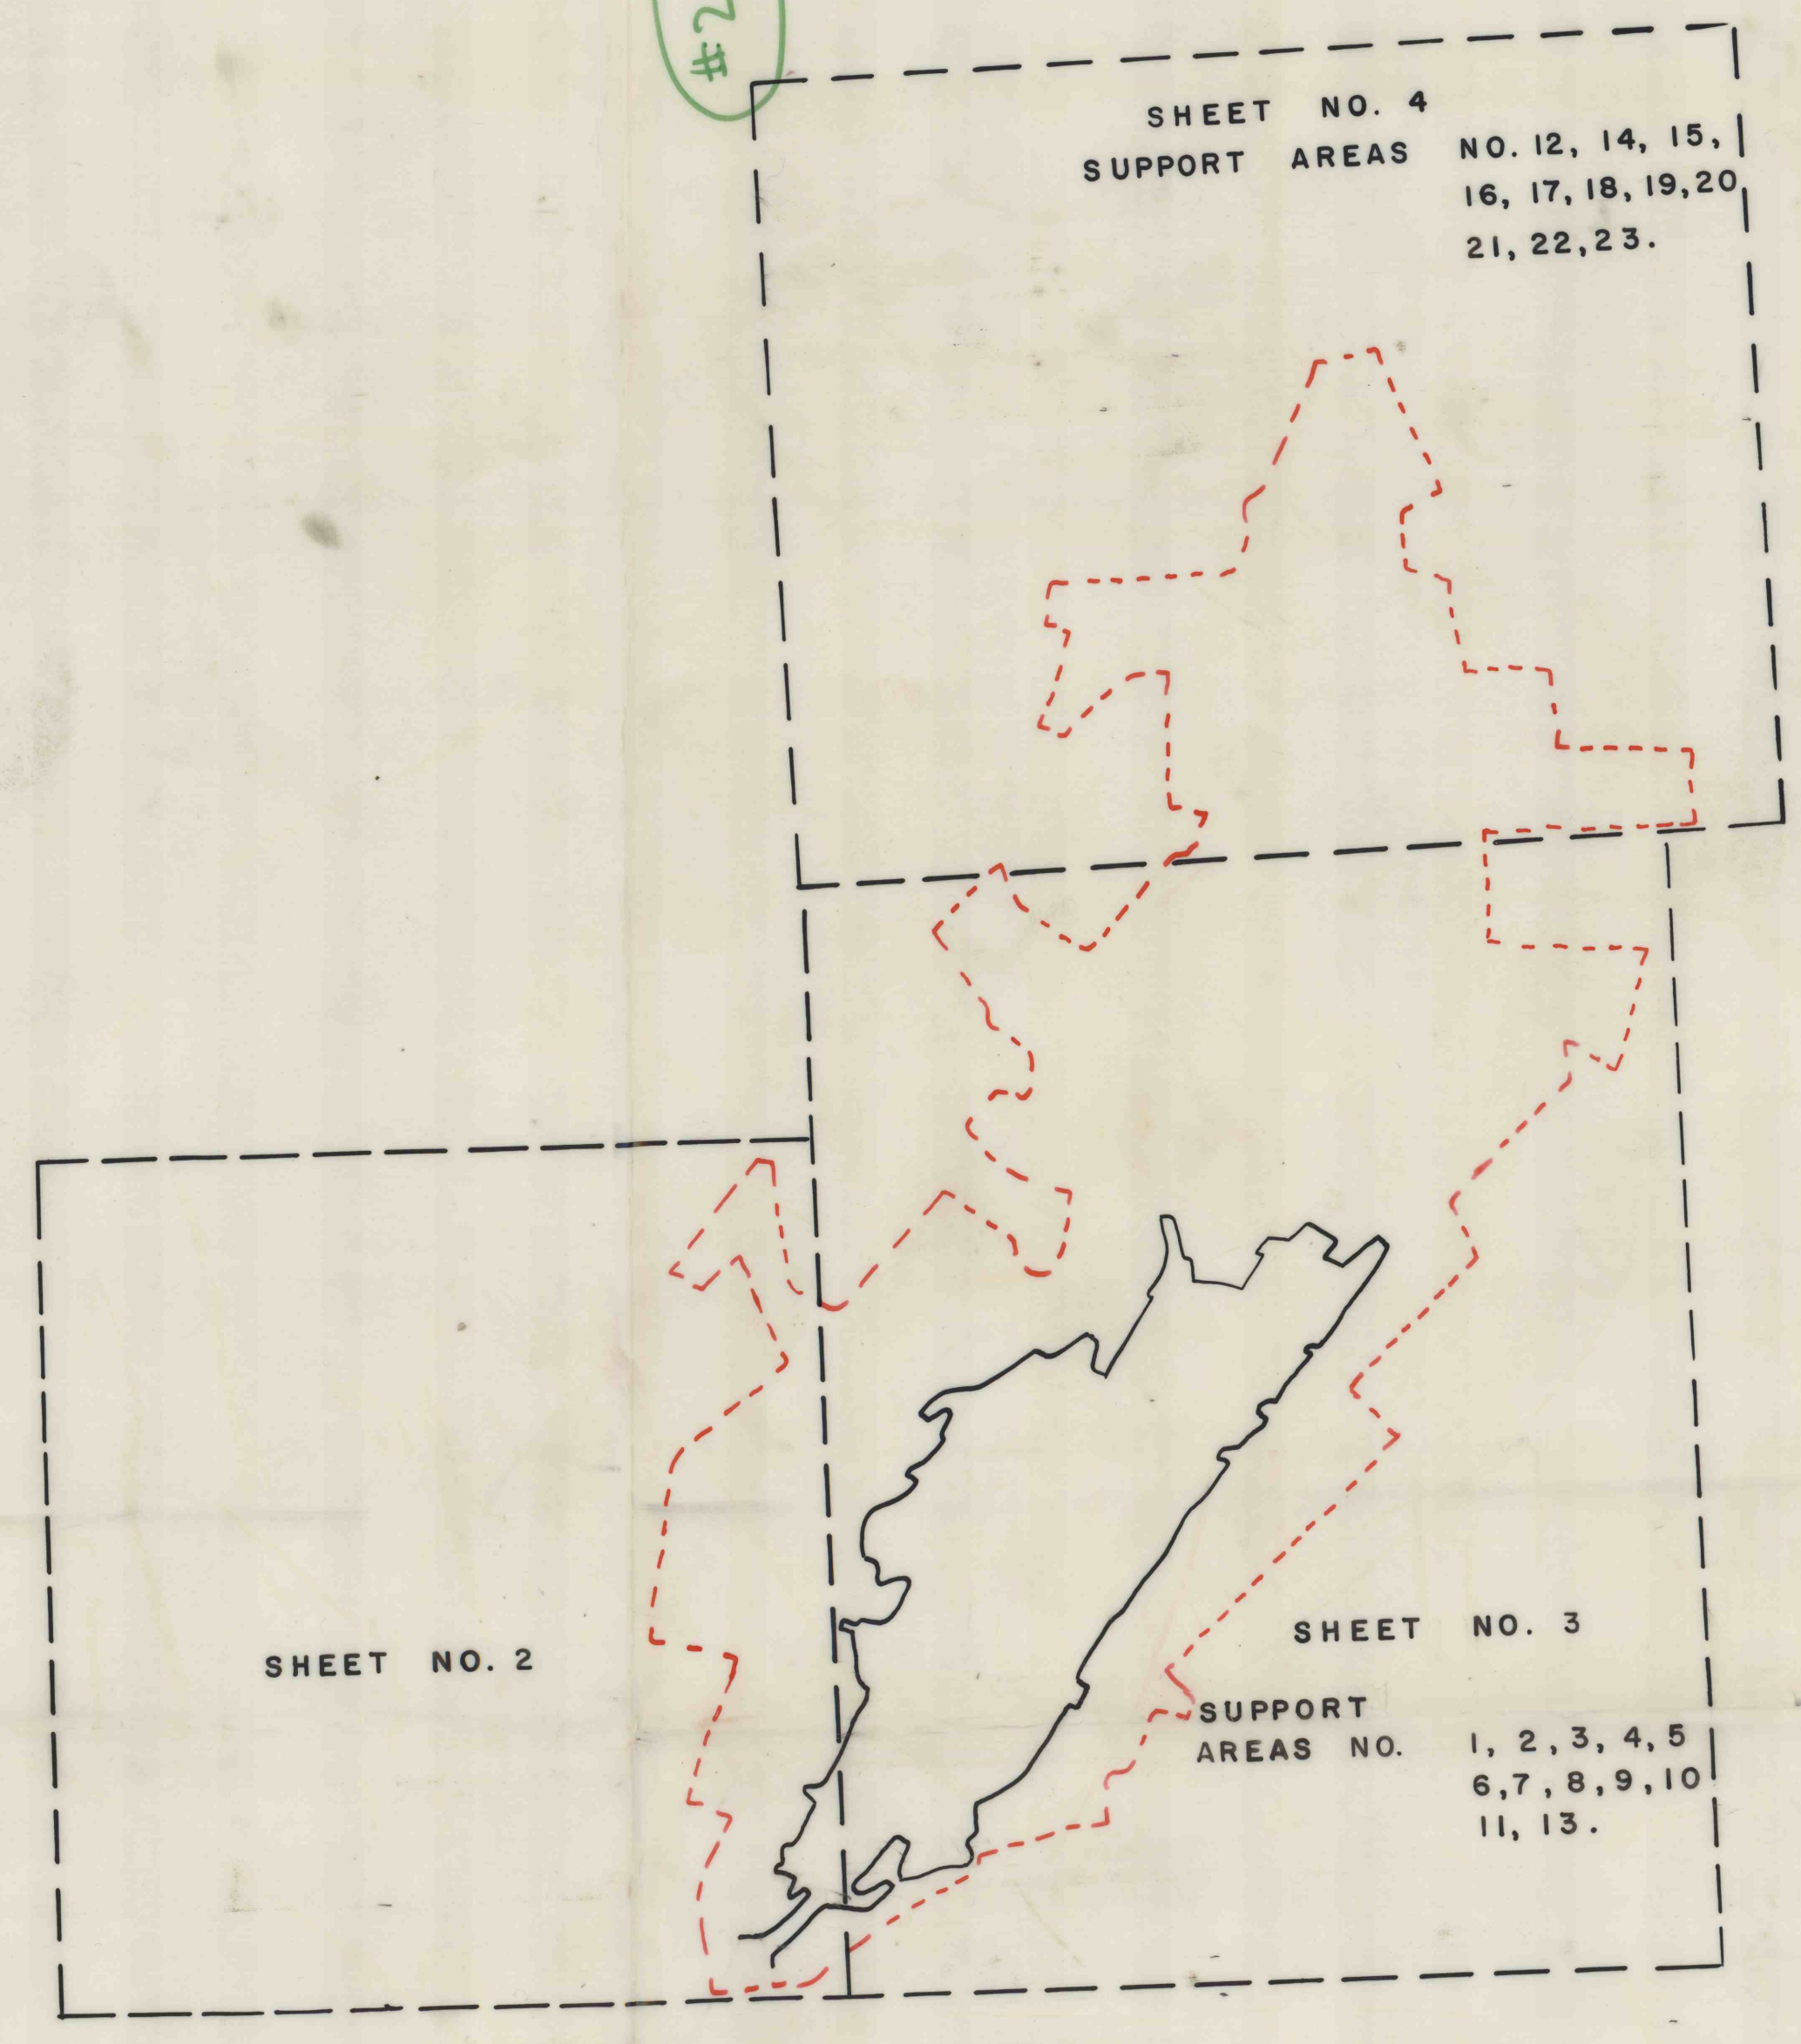 #2
SHEET NO. 4
SUPPORT AREAS NO. 12, 14, 15,
16, 17, 18, 19, 20,
21, 22, 23.
SHEET NO. 2
SHEET NO. 3
SUPPORT
AREAS NO. 1, 2, 3, 4, 5
6, 7, 8, 9, 10
11, 13.